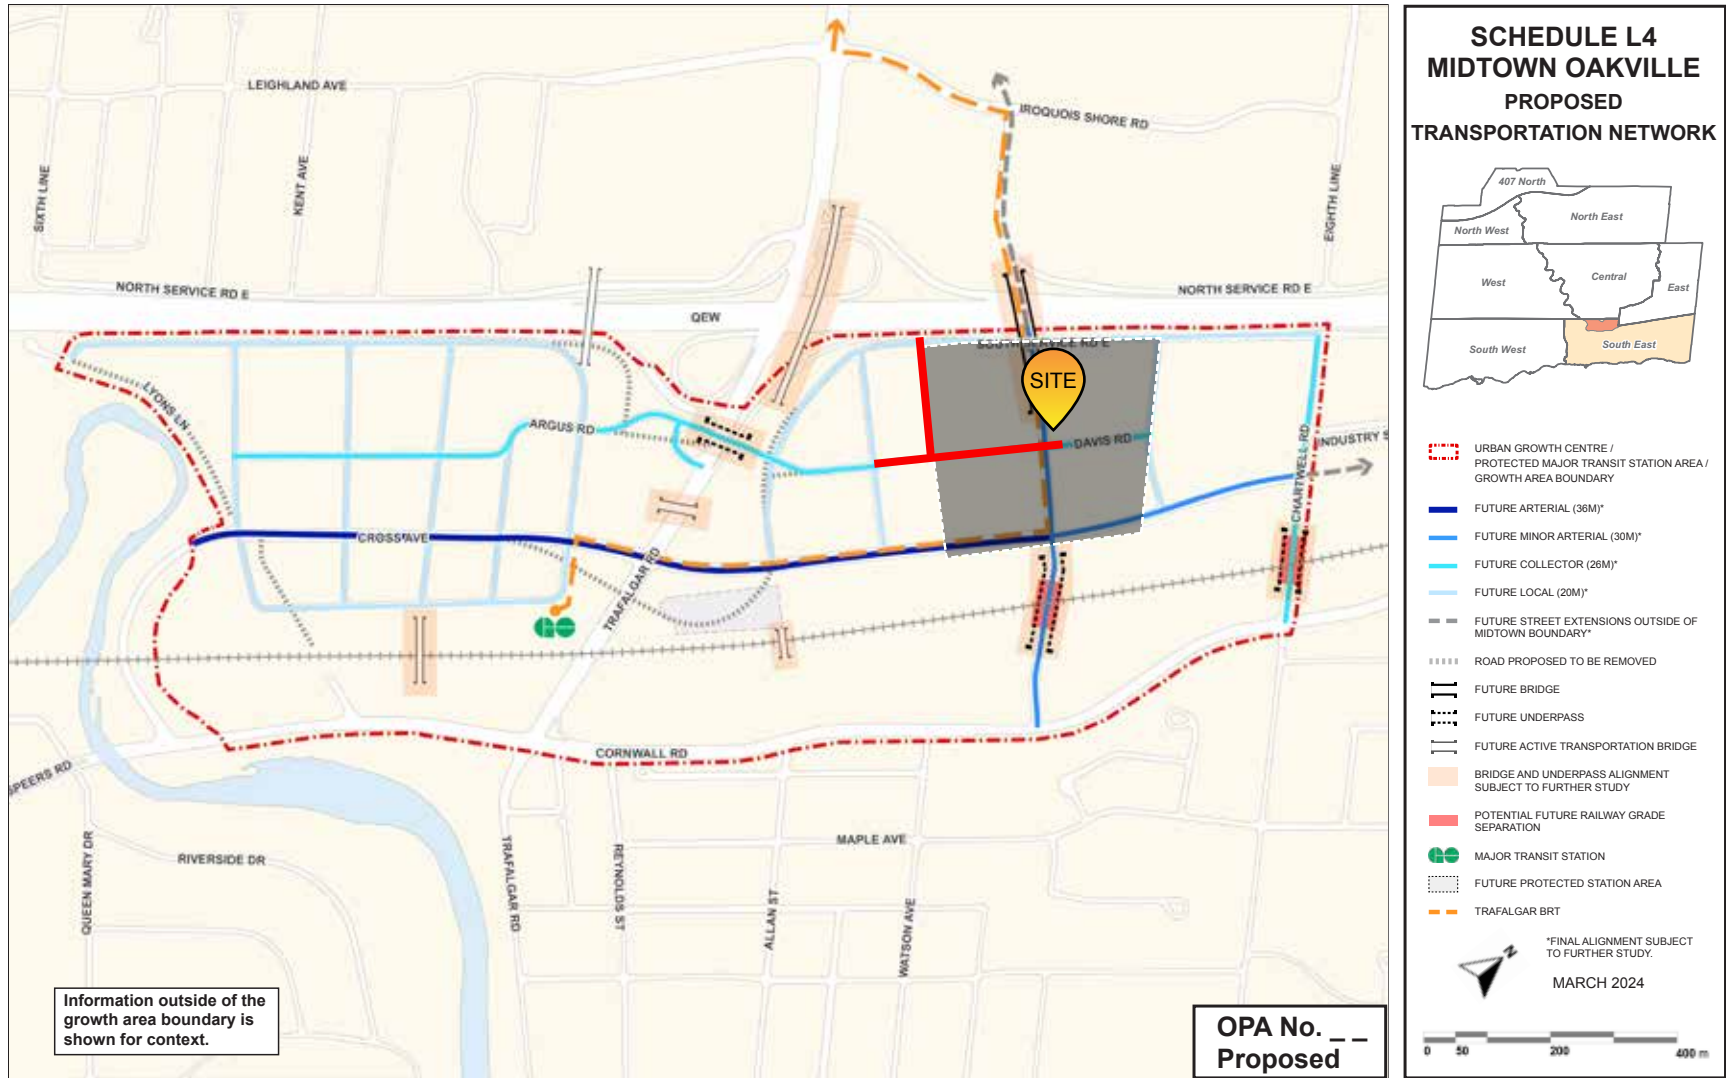 LEIGHLAND AVE
SIXTH LINE
KENT AVE
IROQUOIS SHORE RD
EIGHTH LINE
NORTH SERVICE RD E
NORTH SERVICE RD E
QEW
SITE
LYONS LN
ARGUS RD
DAVIS RD
INDUSTRY S
CHARTWELL RD
CROSS AVE
TRAFALGAR RD
GO
CORNWALL RD
SPEERS RD
QUEEN MARY DR
RIVERSIDE DR
TRAFALGAR RD
REYNOLDS ST
ALLAN ST
MAPLE AVE
WATSON AVE
Information outside of the
growth area boundary is
shown for context.
OPA No. _ _
Proposed
SCHEDULE L4
MIDTOWN OAKVILLE
PROPOSED
TRANSPORTATION NETWORK
407 North
North East
North West
West
Central
East
South West
South East
URBAN GROWTH CENTRE /
PROTECTED MAJOR TRANSIT STATION AREA /
GROWTH AREA BOUNDARY
FUTURE ARTERIAL (36M)*
FUTURE MINOR ARTERIAL (30M)*
FUTURE COLLECTOR (26M)*
FUTURE LOCAL (20M)*
FUTURE STREET EXTENSIONS OUTSIDE OF
MIDTOWN BOUNDARY*
ROAD PROPOSED TO BE REMOVED
FUTURE BRIDGE
FUTURE UNDERPASS
FUTURE ACTIVE TRANSPORTATION BRIDGE
BRIDGE AND UNDERPASS ALIGNMENT
SUBJECT TO FURTHER STUDY
POTENTIAL FUTURE RAILWAY GRADE
SEPARATION
GO
MAJOR TRANSIT STATION
FUTURE PROTECTED STATION AREA
TRAFALGAR BRT
N
*FINAL ALIGNMENT SUBJECT
TO FURTHER STUDY.
MARCH 2024
0 50 200 400 m